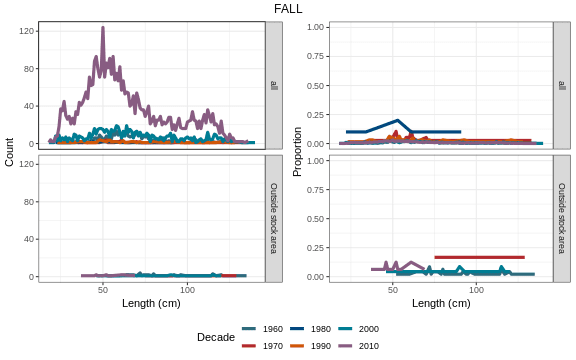 FALL
Count
120
80
40
0
all
120
80
40
0
Outside stock area
50
100
Length (cm)
Proportion
1.00
0.75
0.50
0.25
0.00
all
1.00
0.75
0.50
0.25
0.00
Outside stock area
50
100
Length (cm)
Decade
1960
1980
2000
1970
1990
2010